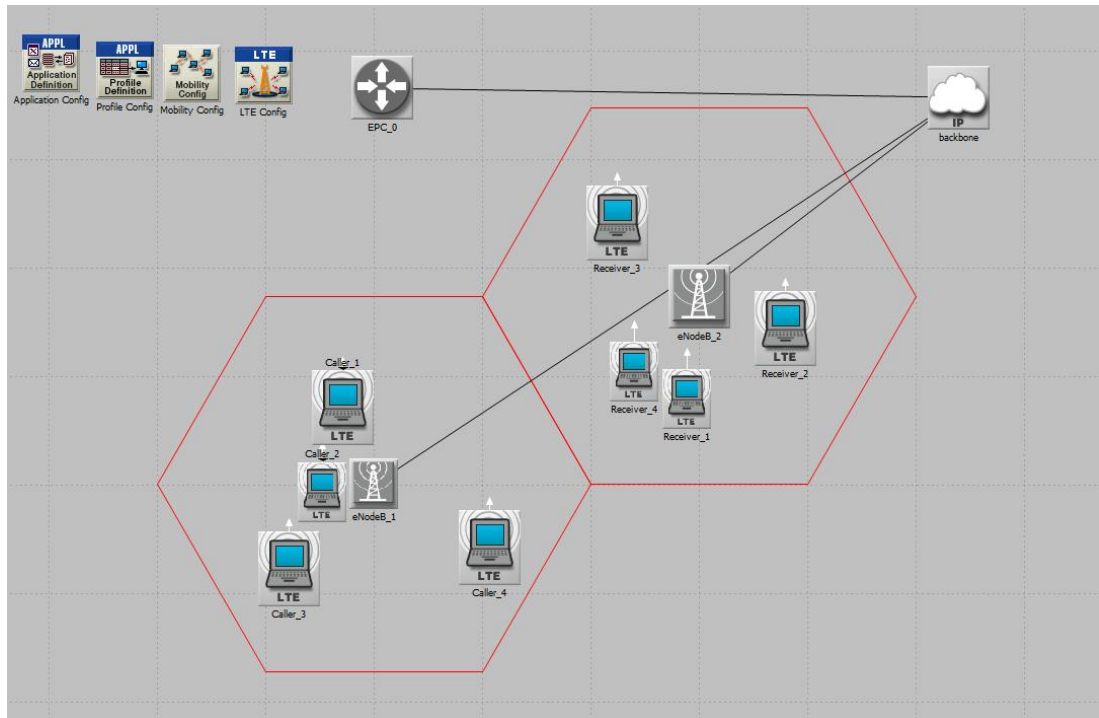 APPL
Application
Definition
Application Config
APPL
Profile
Definition
Profile Config
Mobility
Config
Mobility Config
LTE
LTE Config
EPC_0
IP
backbone
LTE
Receiver_3
eNodeB_2
LTE
Receiver_2
LTE
Receiver_4
LTE
Receiver_1
Caller_1
LTE
Caller_2
LTE
eNodeB_1
LTE
Caller_3
LTE
Caller_4